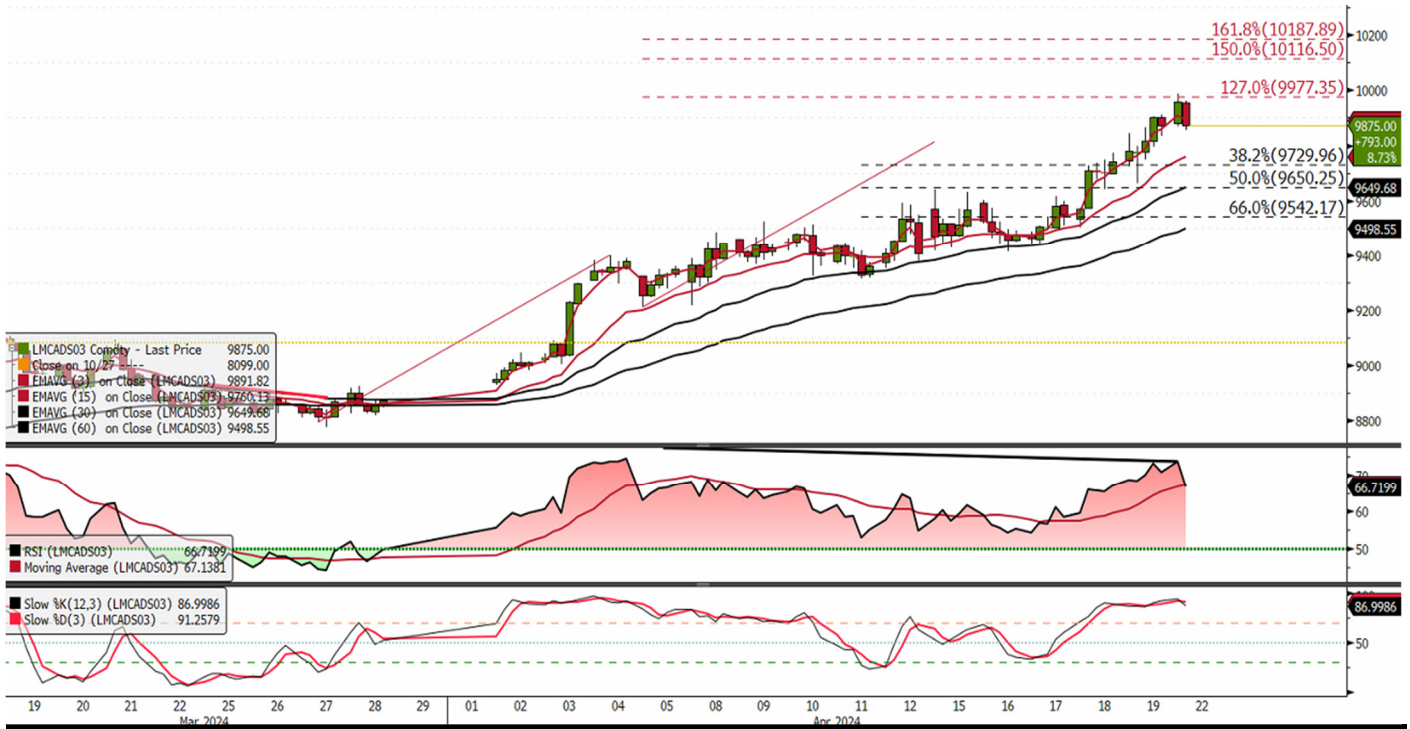 161.8%(10187.89)
150.0%(10116.50)
127.0%(9977.35)
38.2%(9729.96)
50.0%(9650.25)
66.0%(9542.17)
10200
10000
9875.00
+793.00
8.73%
9649.68
9600
9498.55
9400
9200
9000
8800
LMCADS03 Comdty - Last Price 9875.00
Close on 10/27 ---- 8099.00
EMAVG (3) on Close (LMCADS03) 9891.82
EMAVG (15) on Close (LMCADS03) 9760.13
EMAVG (30) on Close (LMCADS03) 9649.68
EMAVG (60) on Close (LMCADS03) 9498.55
70
66.7199
60
50
RSI (LMCADS03) 66.7199
Moving Average (LMCADS03) 67.1381
Slow %K(12,3) (LMCADS03) 86.9986
Slow %D(3) (LMCADS03) 91.2579
86.9986
50
19 20 21 22 25 26 27 28 01 02 03 04 05 08 09 10 11 12 15 16 17 18 19 22
Mar 2024 Apr 2024